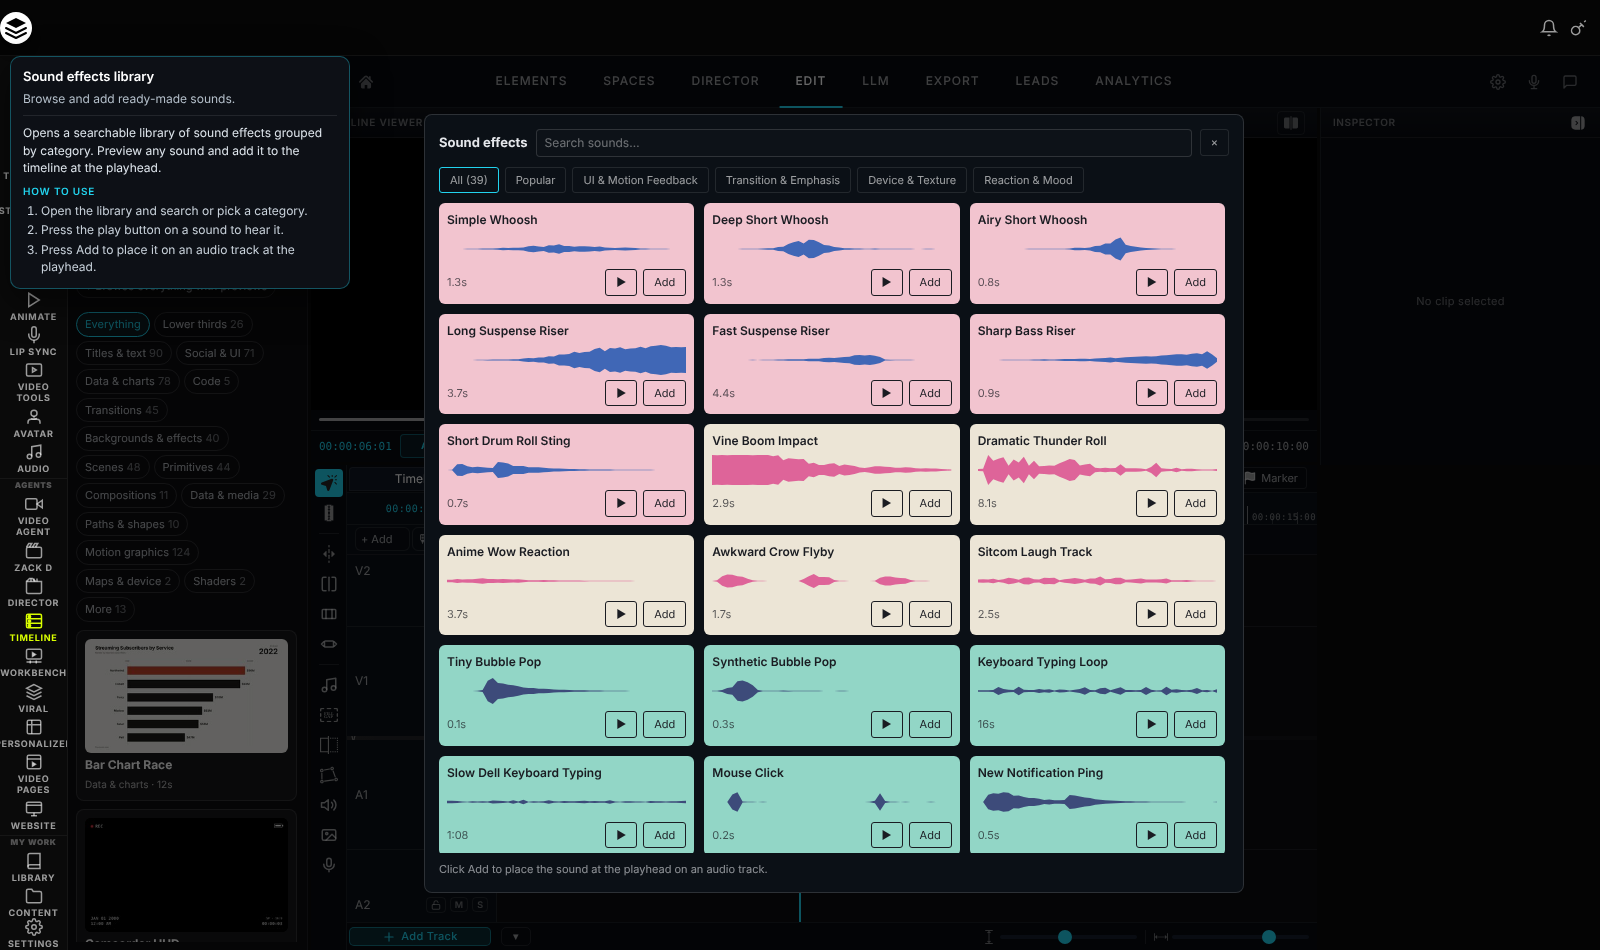 Sound effects library
Browse and add ready-made sounds.
Opens a searchable library of sound effects grouped
by category. Preview any sound and add it to the
timeline at the playhead.
HOW TO USE
1. Open the library and search or pick a category.
2. Press the play button on a sound to hear it.
3. Press Add to place it on an audio track at the
playhead.
ELEMENTS SPACES DIRECTOR EDIT LLM EXPORT LEADS ANALYTICS
LINE VIEWER
INSPECTOR
No clip selected
Sound effects
Search sounds...
×
All (39) Popular UI & Motion Feedback Transition & Emphasis Device & Texture Reaction & Mood
Simple Whoosh
1.3s Add
Deep Short Whoosh
1.3s Add
Airy Short Whoosh
0.8s Add
Long Suspense Riser
3.7s Add
Fast Suspense Riser
4.4s Add
Sharp Bass Riser
0.9s Add
Short Drum Roll Sting
0.7s Add
Vine Boom Impact
2.9s Add
Dramatic Thunder Roll
8.1s Add
Anime Wow Reaction
3.7s Add
Awkward Crow Flyby
1.7s Add
Sitcom Laugh Track
2.5s Add
Tiny Bubble Pop
0.1s Add
Synthetic Bubble Pop
0.3s Add
Keyboard Typing Loop
16s Add
Slow Dell Keyboard Typing
1:08 Add
Mouse Click
0.2s Add
New Notification Ping
0.5s Add
Click Add to place the sound at the playhead on an audio track.
ANIMATE
LIP SYNC
VIDEO
TOOLS
AVATAR
AUDIO
AGENTS
VIDEO
AGENT
ZACK D
DIRECTOR
TIMELINE
WORKBENCH
VIRAL
PERSONALIZE
VIDEO
PAGES
WEBSITE
MY WORK
LIBRARY
CONTENT
SETTINGS
Everything Lower thirds 26
Titles & text 90 Social & UI 71
Data & charts 78 Code 5
Transitions 45
Backgrounds & effects 40
Scenes 48 Primitives 44
Compositions 11 Data & media 29
Paths & shapes 10
Motion graphics 124
Maps & device 2 Shaders 2
More 13
Streaming Subscribers by Service
2022
Bar Chart Race
Data & charts · 12s
00:00:06:01
Time
00:00:
+ Add
V2
V1
A1
A2 M S
+ Add Track
0:00:10:00
Marker
00:00:15:00